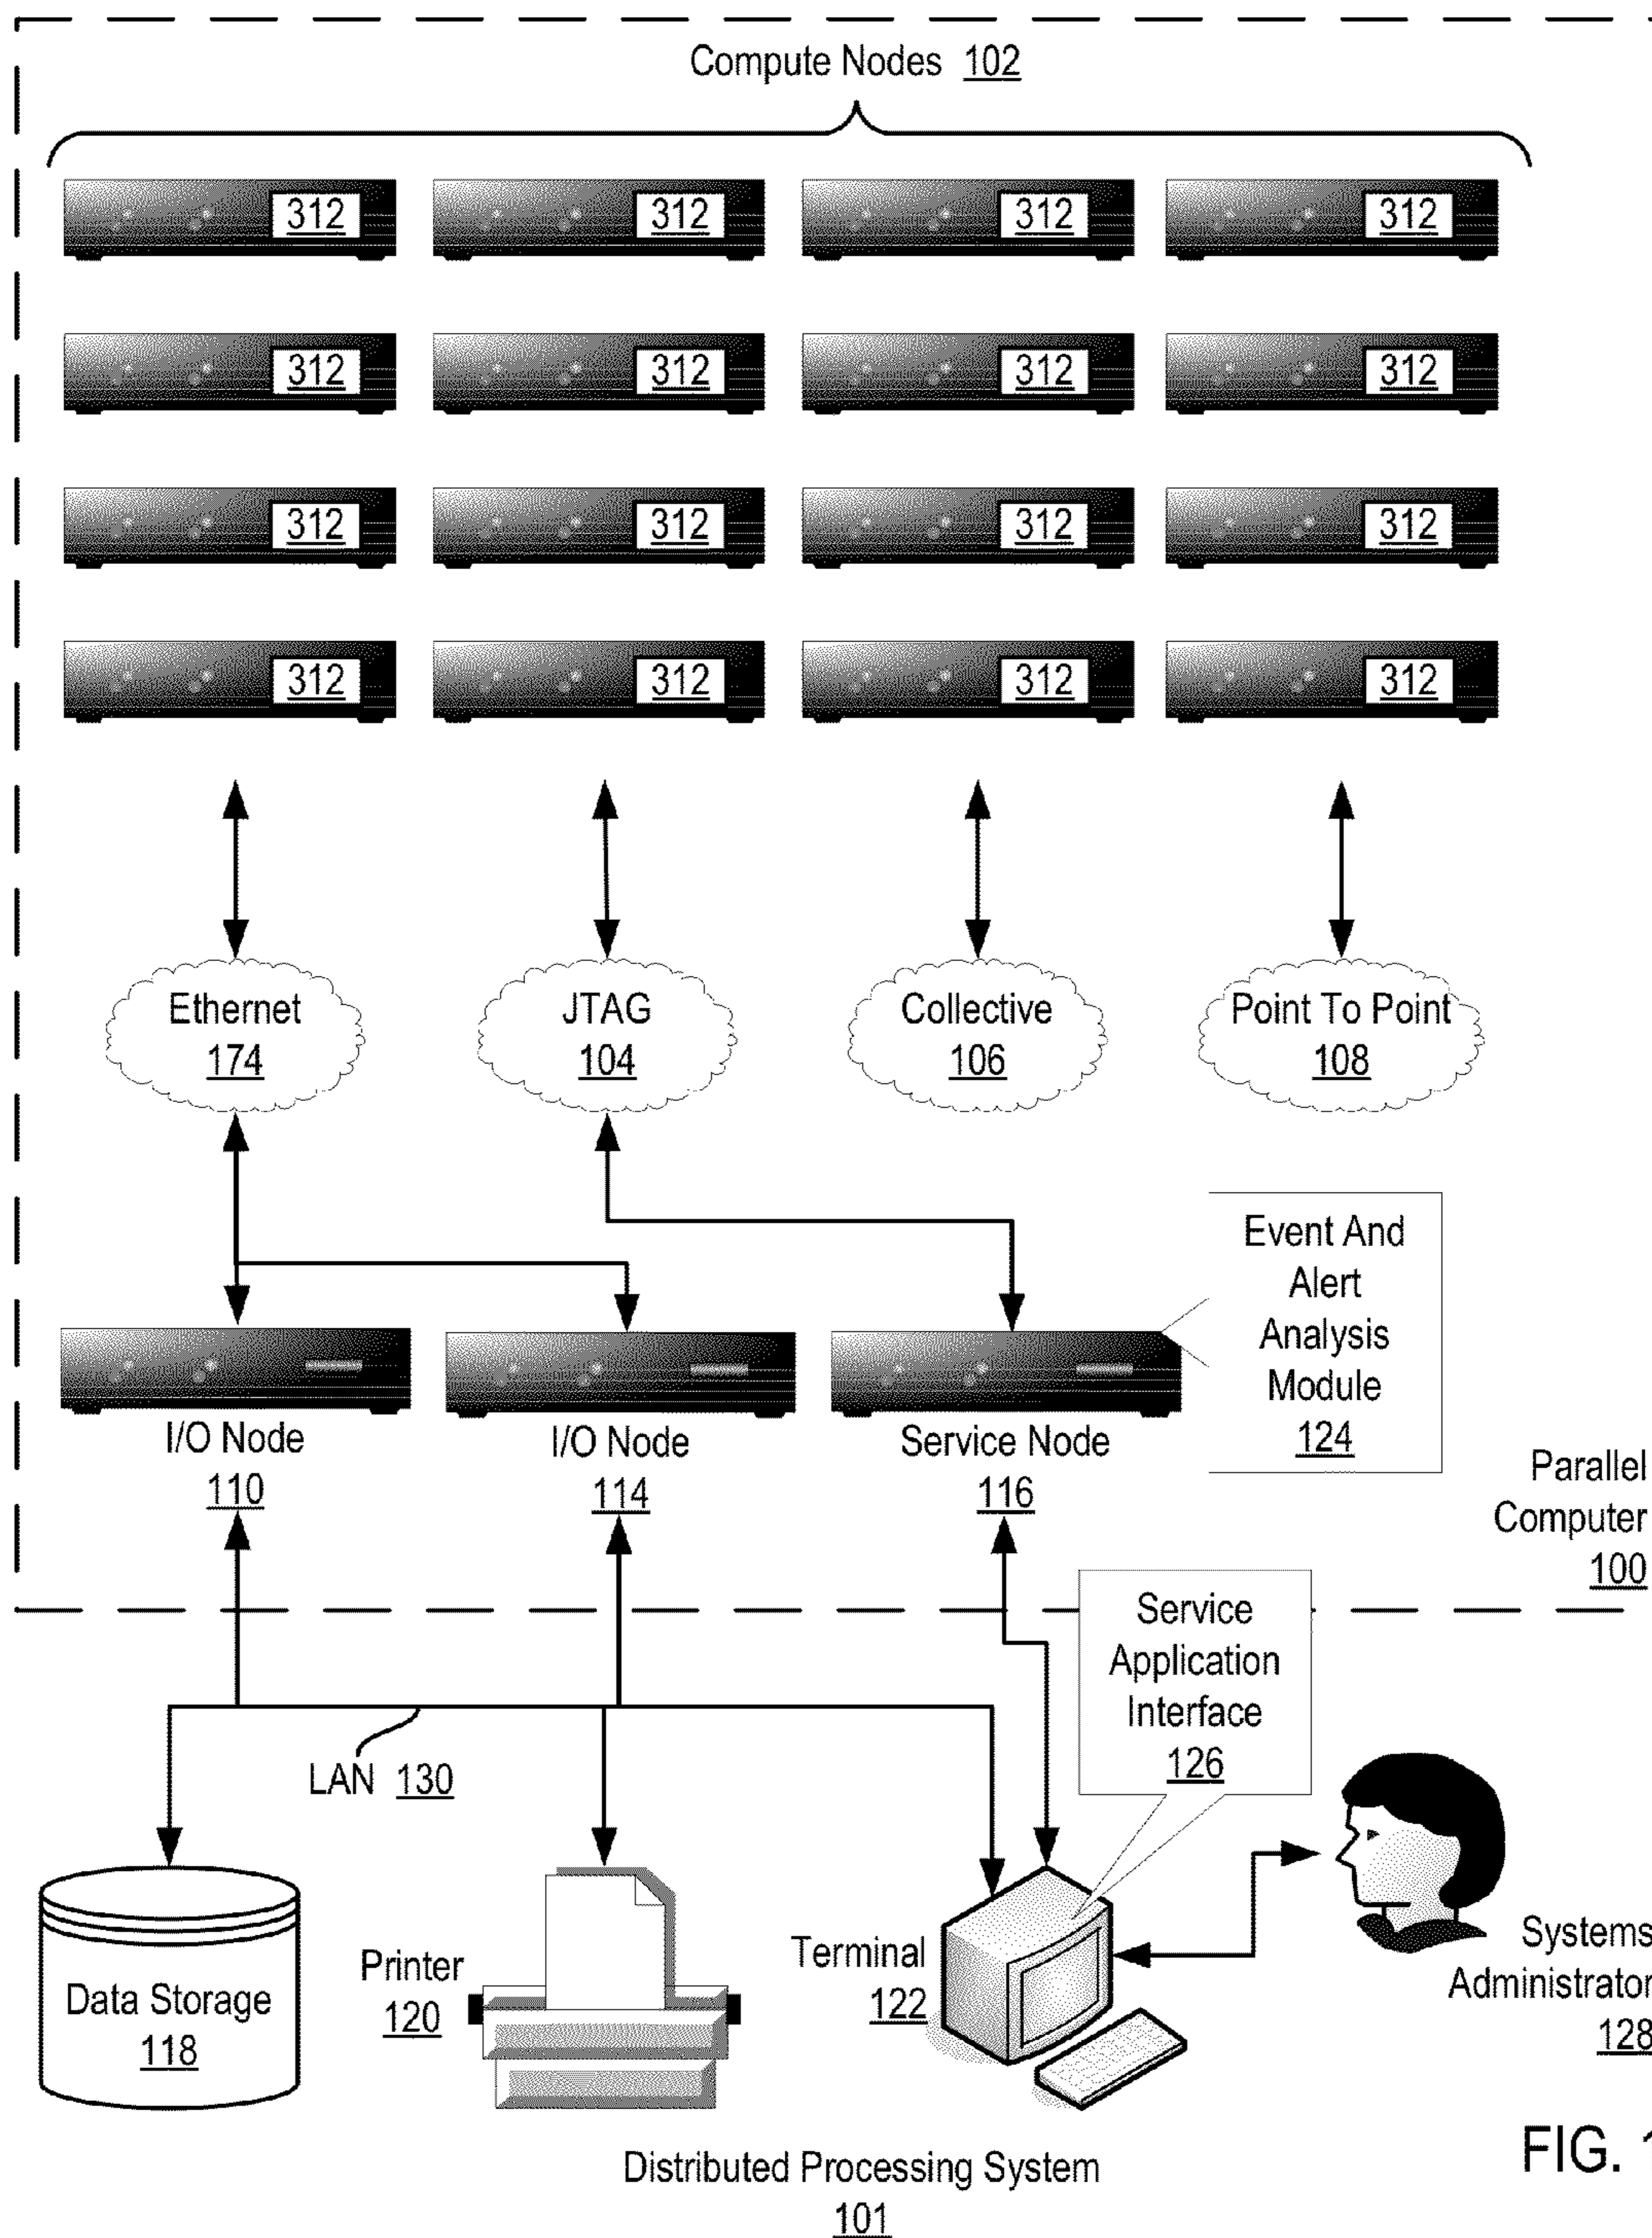 Compute Nodes 102
312 312 312 312
312 312 312 312
312 312 312 312
312 312 312 312
Ethernet
174
JTAG
104
Collective
106
Point To Point
108
Event And
Alert
Analysis
Module
124
I/O Node
110
I/O Node
114
Service Node
116
Parallel
Computer
100
Service
Application
Interface
126
LAN 130
Data Storage
118
Printer
120
Terminal
122
Systems
Administrator
128
Distributed Processing System
101
FIG. 1